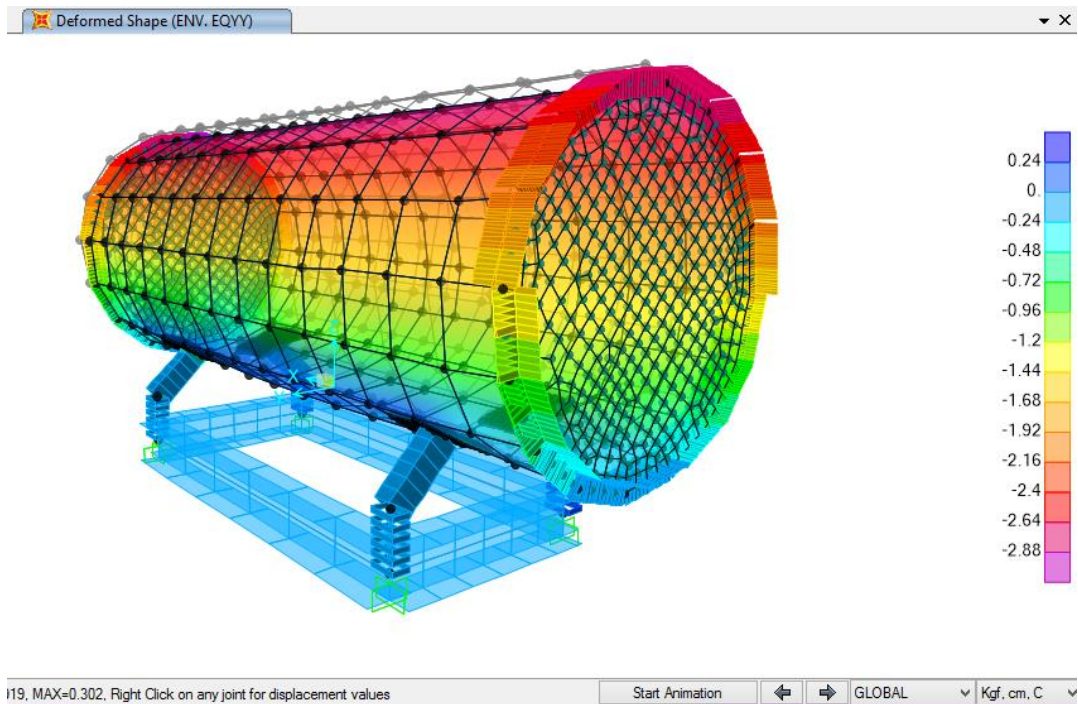 Deformed Shape (ENV. EQYY)
0.24
0.
-0.24
-0.48
-0.72
-0.96
-1.2
-1.44
-1.68
-1.92
-2.16
-2.4
-2.64
-2.88
Z
X
19, MAX=0.302, Right Click on any joint for displacement values
Start Animation
GLOBAL
Kgf, cm, C